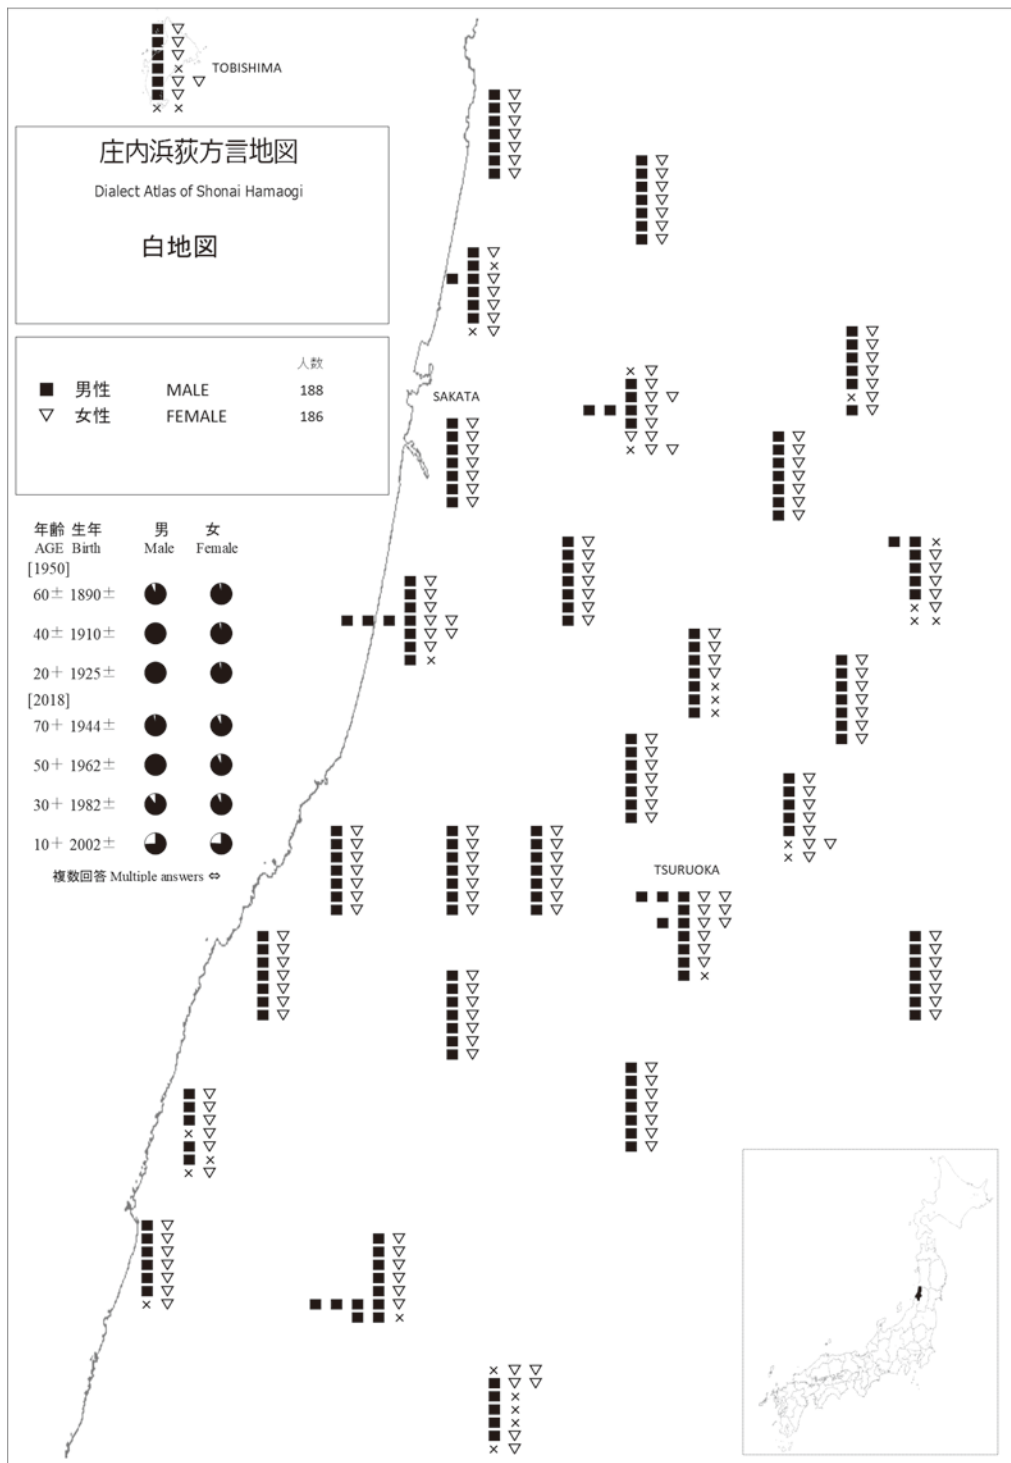 TOBISHIMA
庄内浜荻方言地図
Dialect Atlas of Shonai Hamaogi
白地図
人数
■ 男性 MALE 188
▽ 女性 FEMALE 186
SAKATA
年齢 生年 男 女
AGE Birth Male Female
[1950]
60± 1890±
40± 1910±
20+ 1925±
[2018]
70+ 1944±
50+ 1962±
30+ 1982±
10+ 2002±
複数回答 Multiple answers ⇔
TSURUOKA